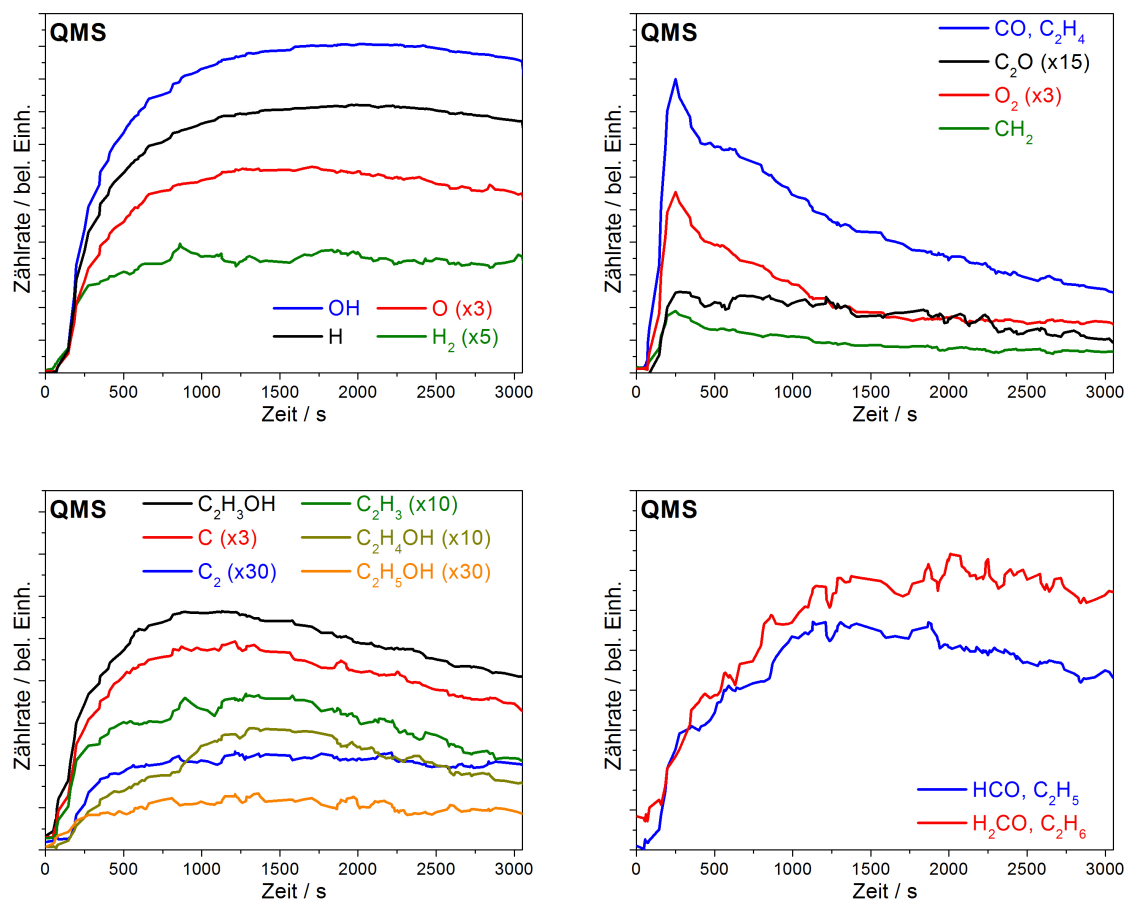 QMS
Zählrate / bel. Einh.
OH
O (x3)
H
H₂ (x5)
0 500 1000 1500 2000 2500 3000
Zeit / s
QMS
Zählrate / bel. Einh.
CO, C₂H₄
C₂O (x15)
O₂ (x3)
CH₂
0 500 1000 1500 2000 2500 3000
Zeit / s
QMS
Zählrate / bel. Einh.
C₂H₃OH
C₂H₃ (x10)
C (x3)
C₂H₄OH (x10)
C₂ (x30)
C₂H₅OH (x30)
0 500 1000 1500 2000 2500 3000
Zeit / s
QMS
Zählrate / bel. Einh.
HCO, C₂H₅
H₂CO, C₂H₆
0 500 1000 1500 2000 2500 3000
Zeit / s